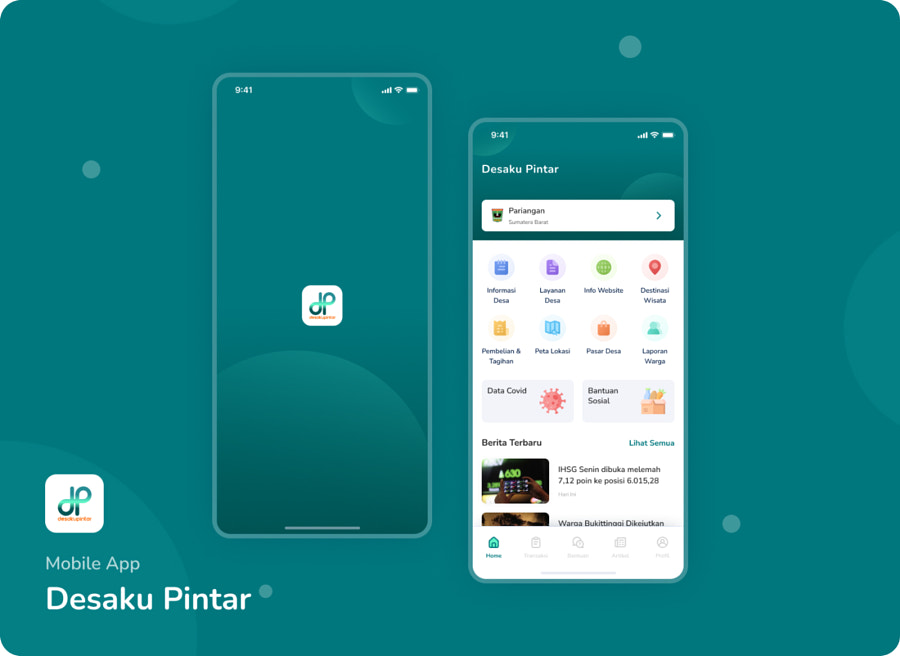 9:41
desakupintar
9:41
Desaku Pintar
Pariangan
Sumatera Barat
Informasi
Desa
Layanan
Desa
Info Website
Destinasi
Wisata
Pembelian &
Tagihan
Peta Lokasi
Pasar Desa
Laporan
Warga
Data Covid
Bantuan
Sosial
Berita Terbaru
Lihat Semua
630
IHSG Senin dibuka melemah
7,12 poin ke posisi 6.015,28
Hari ini
Warga Bukittinggi Dikejutkan
Home
Transaksi
Bantuan
Artikel
Profil
desakupintar
Mobile App
Desaku Pintar